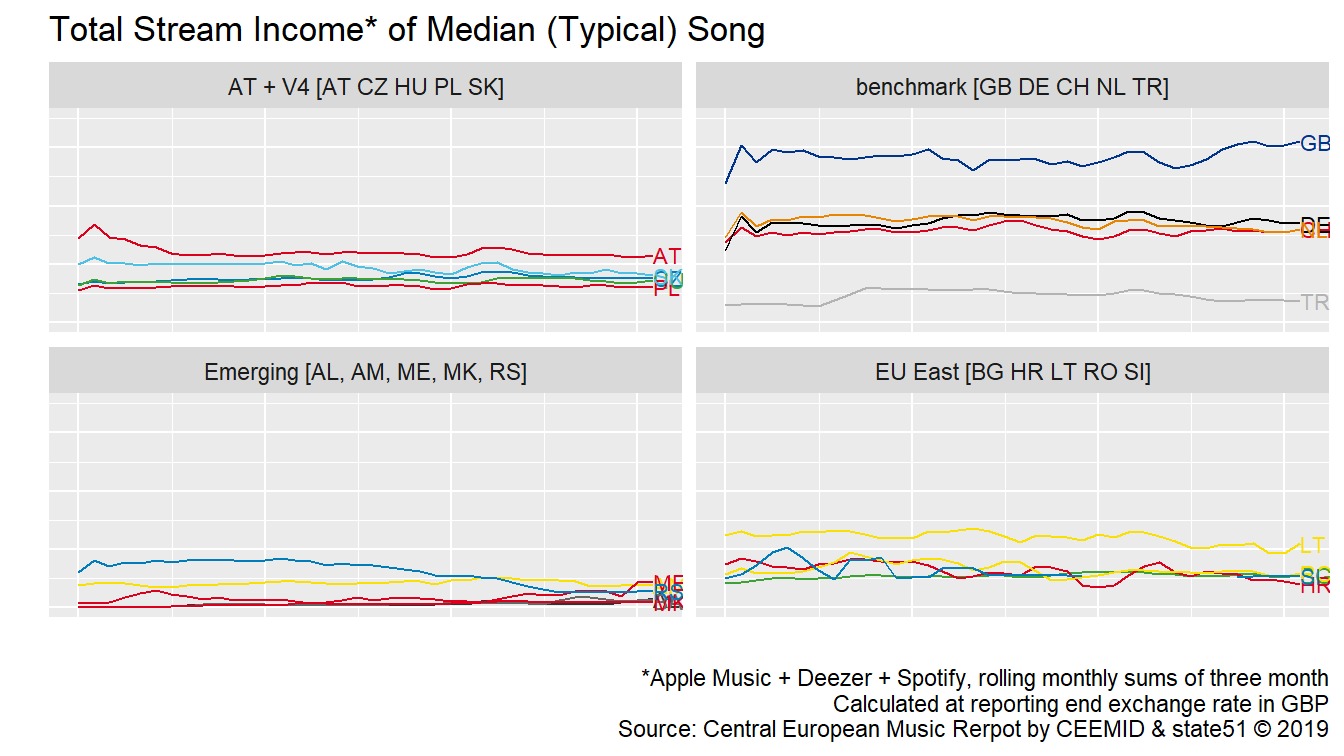 Total Stream Income* of Median (Typical) Song
AT + V4 [AT CZ HU PL SK]
benchmark [GB DE CH NL TR]
GB
DE
TR
AT
PL
Emerging [AL, AM, ME, MK, RS]
EU East [BG HR LT RO SI]
LT
ME
RS
MK
HR
*Apple Music + Deezer + Spotify, rolling monthly sums of three month
Calculated at reporting end exchange rate in GBP
Source: Central European Music Rerpot by CEEMID & state51 © 2019